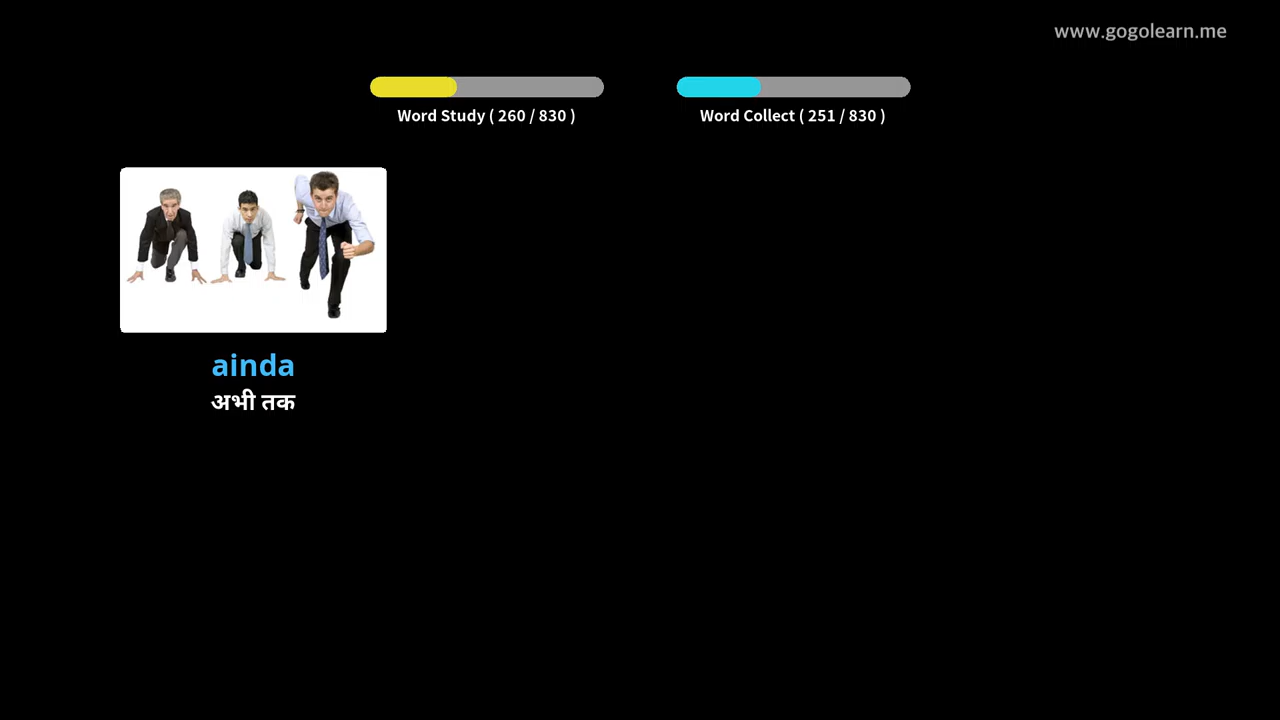 www.gogolearn.me
Word Study ( 260 / 830 )
Word Collect ( 251 / 830 )
ainda
अभी तक